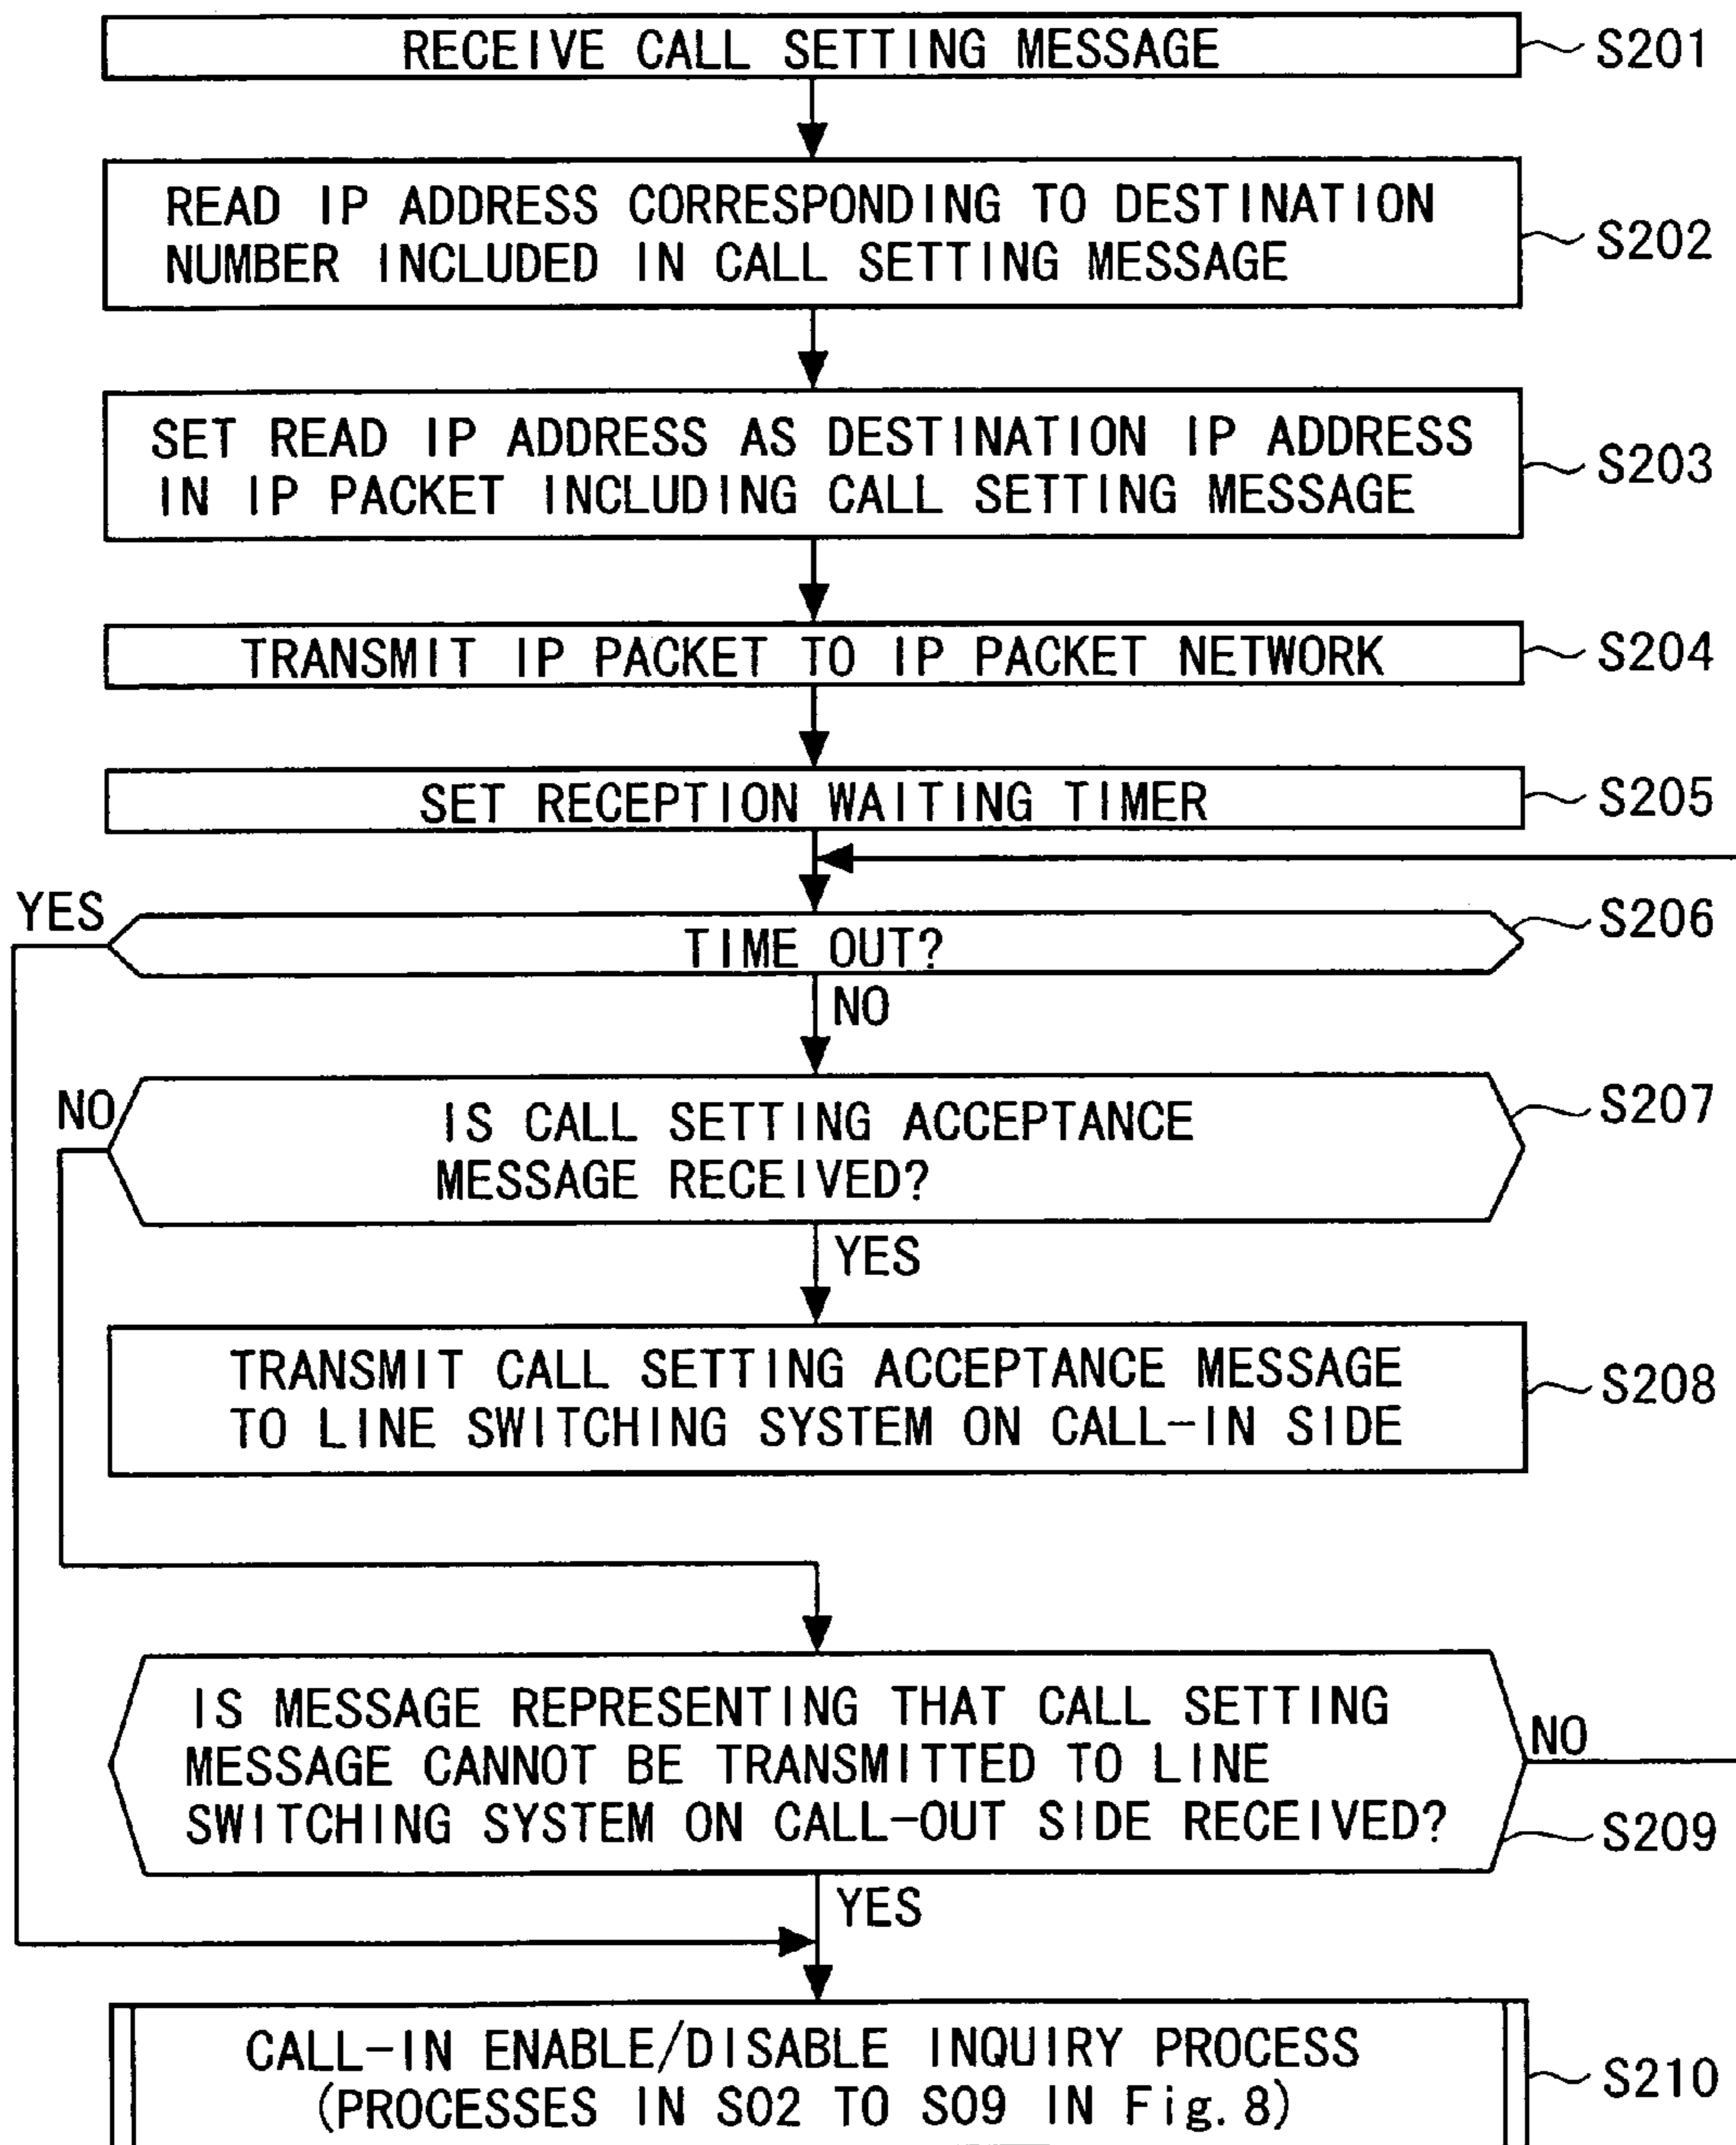 RECEIVE CALL SETTING MESSAGE
S201
READ IP ADDRESS CORRESPONDING TO DESTINATION
NUMBER INCLUDED IN CALL SETTING MESSAGE
S202
SET READ IP ADDRESS AS DESTINATION IP ADDRESS
IN IP PACKET INCLUDING CALL SETTING MESSAGE
S203
TRANSMIT IP PACKET TO IP PACKET NETWORK
S204
SET RECEPTION WAITING TIMER
S205
YES
TIME OUT?
S206
NO
NO
IS CALL SETTING ACCEPTANCE
MESSAGE RECEIVED?
S207
YES
TRANSMIT CALL SETTING ACCEPTANCE MESSAGE
TO LINE SWITCHING SYSTEM ON CALL-IN SIDE
S208
IS MESSAGE REPRESENTING THAT CALL SETTING
MESSAGE CANNOT BE TRANSMITTED TO LINE
SWITCHING SYSTEM ON CALL-OUT SIDE RECEIVED?
NO
S209
YES
CALL-IN ENABLE/DISABLE INQUIRY PROCESS
(PROCESSES IN S02 TO S09 IN Fig. 8)
S210